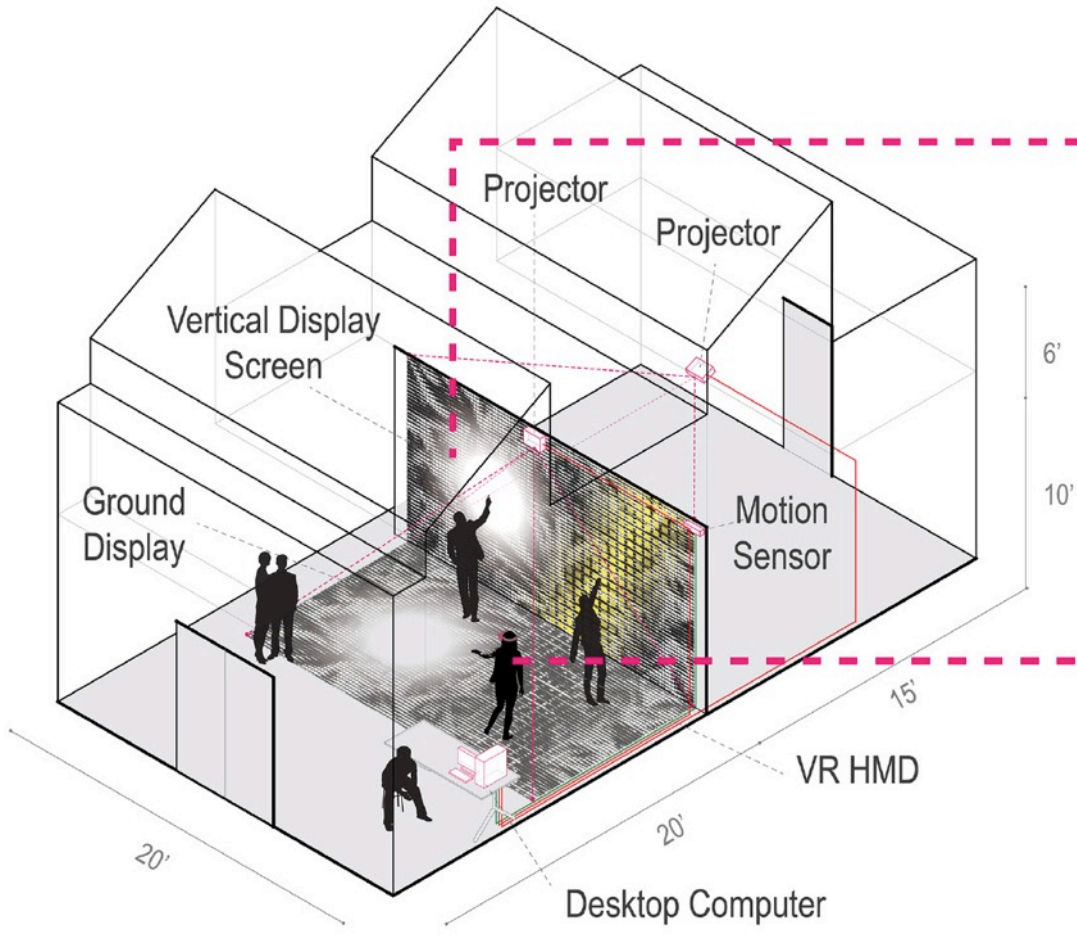 Projector
Projector
Vertical Display
Screen
6’
Ground
Display
10’
Motion
Sensor
15’
VR HMD
20’
20’
Desktop Computer